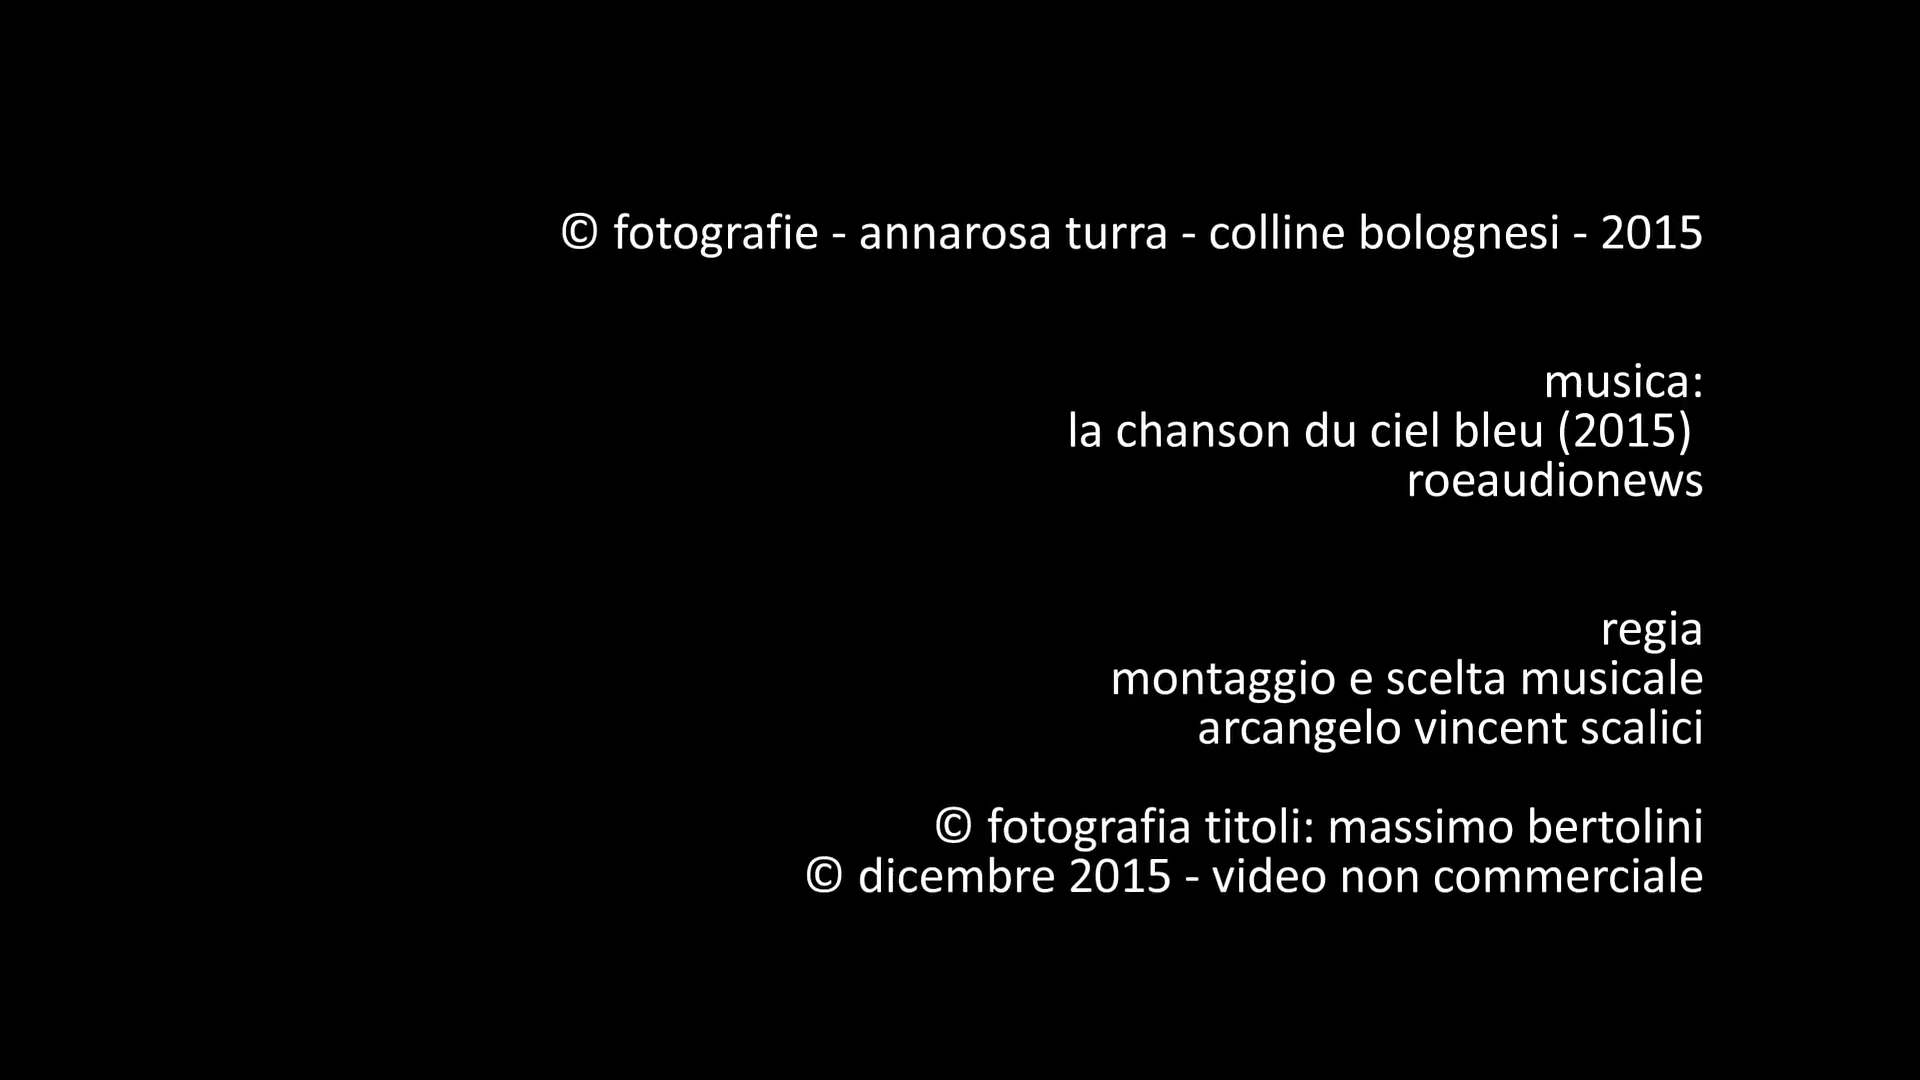 © fotografie - annarosa turra - colline bolognesi - 2015
musica:
la chanson du ciel bleu (2015)
roeaudionews
regia
montaggio e scelta musicale
arcangelo vincent scalici
© fotografia titoli: massimo bertolini
© dicembre 2015 - video non commerciale